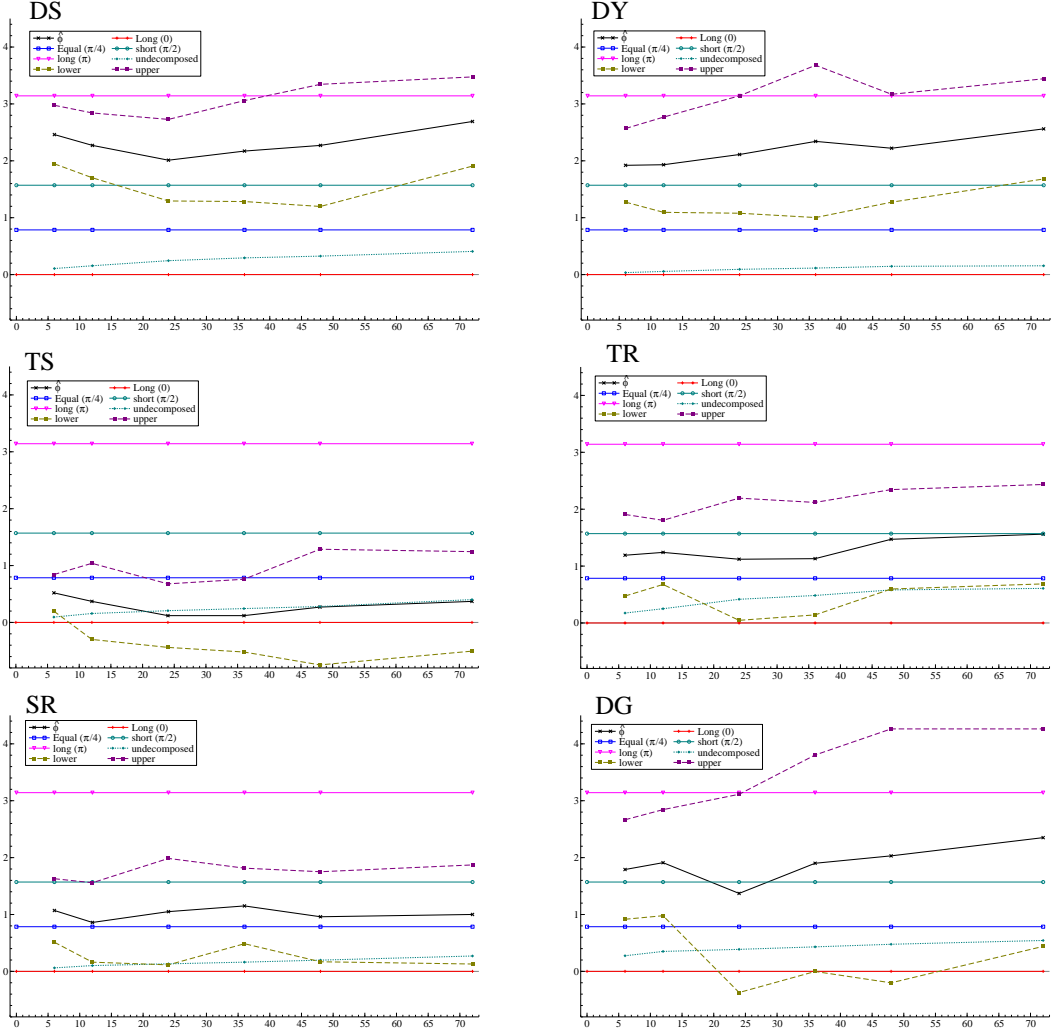 DS
4
3
2
1
0
φ̂
Long (0)
Equal (π/4)
short (π/2)
long (π)
undecomposed
lower
upper
0 5 10 15 20 25 30 35 40 45 50 55 60 65 70
DY
4
3
2
1
0
φ̂
Long (0)
Equal (π/4)
short (π/2)
long (π)
undecomposed
lower
upper
0 5 10 15 20 25 30 35 40 45 50 55 60 65 70
TS
4
3
2
1
0
φ̂
Long (0)
Equal (π/4)
short (π/2)
long (π)
undecomposed
lower
upper
0 5 10 15 20 25 30 35 40 45 50 55 60 65 70
TR
4
3
2
1
0
φ̂
Long (0)
Equal (π/4)
short (π/2)
long (π)
undecomposed
lower
upper
0 5 10 15 20 25 30 35 40 45 50 55 60 65 70
SR
4
3
2
1
0
φ̂
Long (0)
Equal (π/4)
short (π/2)
long (π)
undecomposed
lower
upper
0 5 10 15 20 25 30 35 40 45 50 55 60 65 70
DG
4
3
2
1
0
φ̂
Long (0)
Equal (π/4)
short (π/2)
long (π)
undecomposed
lower
upper
0 5 10 15 20 25 30 35 40 45 50 55 60 65 70